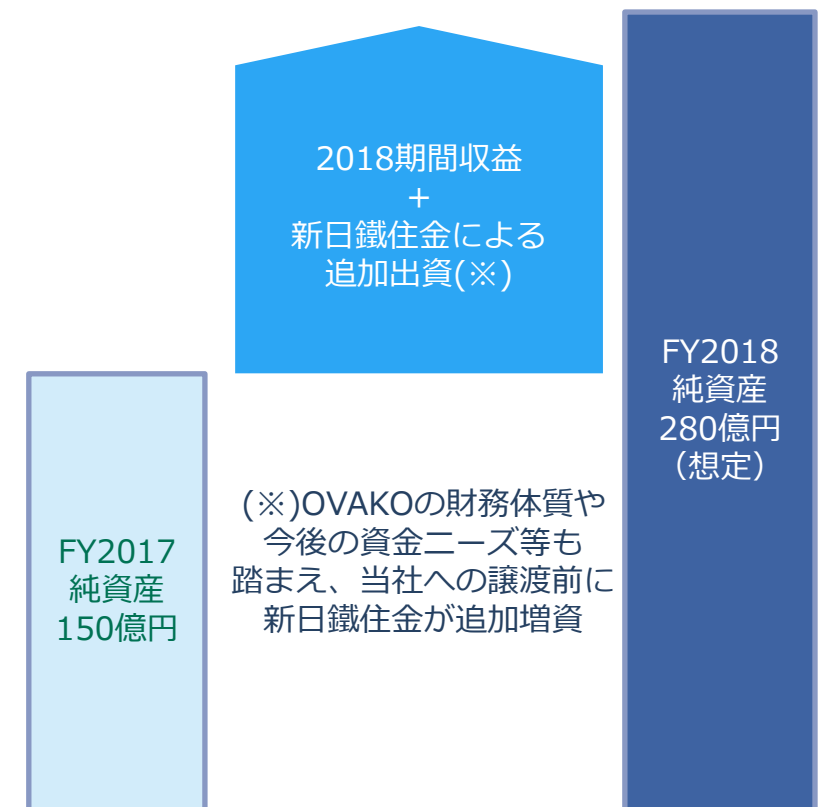 2018期間収益
+
新日鐵住金による
追加出資(※)
FY2018
純資産
280億円
(想定)
(※)OVAKOの財務体質や
今後の資金ニーズ等も
踏まえ、当社への譲渡前に
新日鐵住金が追加増資
FY2017
純資産
150億円